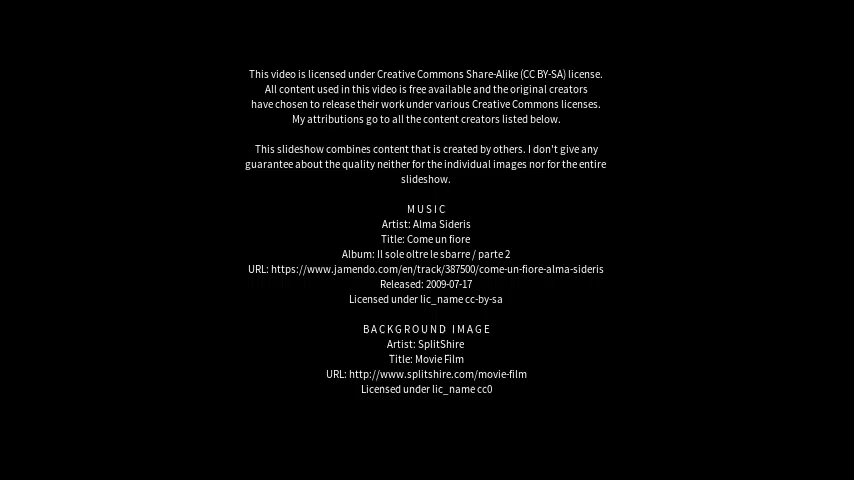 This video is licensed under Creative Commons Share-Alike (CC BY-SA) license.
All content used in this video is free available and the original creators
have chosen to release their work under various Creative Commons licenses.
My attributions go to all the content creators listed below.
This slideshow combines content that is created by others. I don't give any
guarantee about the quality neither for the individual images nor for the entire
slideshow.
MUSIC
Artist: Alma Sideris
Title: Come un fiore
Album: Il sole oltre le sbarre / parte 2
URL: https://www.jamendo.com/en/track/387500/come-un-fiore-alma-sideris
Released: 2009-07-17
Licensed under lic_name cc-by-sa
BACKGROUND IMAGE
Artist: SplitShire
Title: Movie Film
URL: http://www.splitshire.com/movie-film
Licensed under lic_name cc0